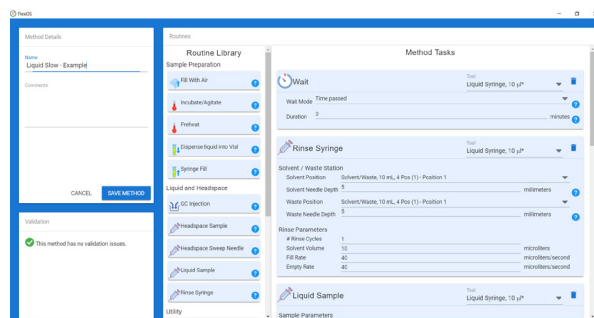 FlexOS
Method Details
Name
Liquid Slow - Example
Comments
CANCEL
SAVE METHOD
Validation
This method has no validation issues.
Routines
Routine Library
Sample Preparation
Fill With Air
Incubate/Agitate
Preheat
Dispense liquid into Vial
Syringe Fill
Liquid and Headspace
GC Injection
Headspace Sample
Headspace Sweep Needle
Liquid Sample
Rinse Syringe
Utility
Method Tasks
Wait
Tool
Liquid Syringe, 10 µl*
Wait Mode Time passed
Duration 0 minutes
Rinse Syringe
Tool
Liquid Syringe, 10 µl*
Solvent / Waste Station
Solvent Position Solvent/Waste, 10 mL, 4 Pos (1) - Position 1
Solvent Needle Depth 5 millimeters
Waste Position Solvent/Waste, 10 mL, 4 Pos (1) - Position 1
Waste Needle Depth 5 millimeters
Rinse Parameters
# Rinse Cycles 1
Solvent Volume 10 microliters
Fill Rate 40 microliters/second
Empty Rate 40 microliters/second
Liquid Sample
Tool
Liquid Syringe, 10 µl*
Sample Parameters